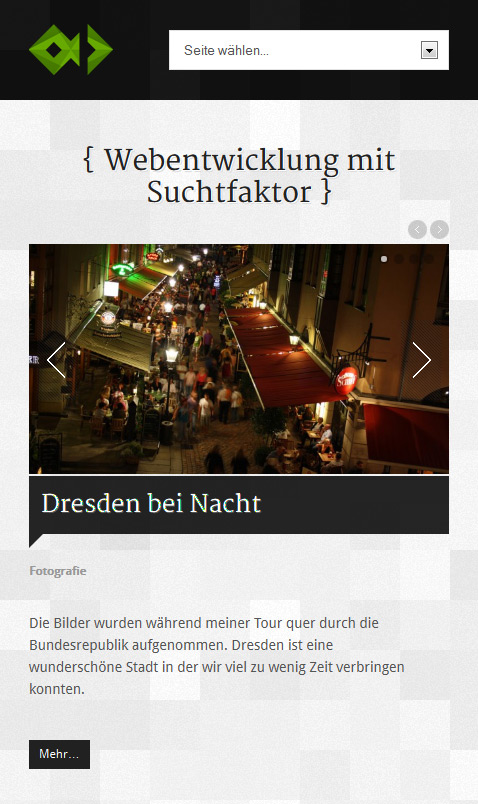 Seite wählen...
{ Webentwicklung mit
Suchtfaktor }
Dresden bei Nacht
Fotografie
Die Bilder wurden während meiner Tour quer durch die
Bundesrepublik aufgenommen. Dresden ist eine
wunderschöne Stadt in der wir viel zu wenig Zeit verbringen
konnten.
Mehr...